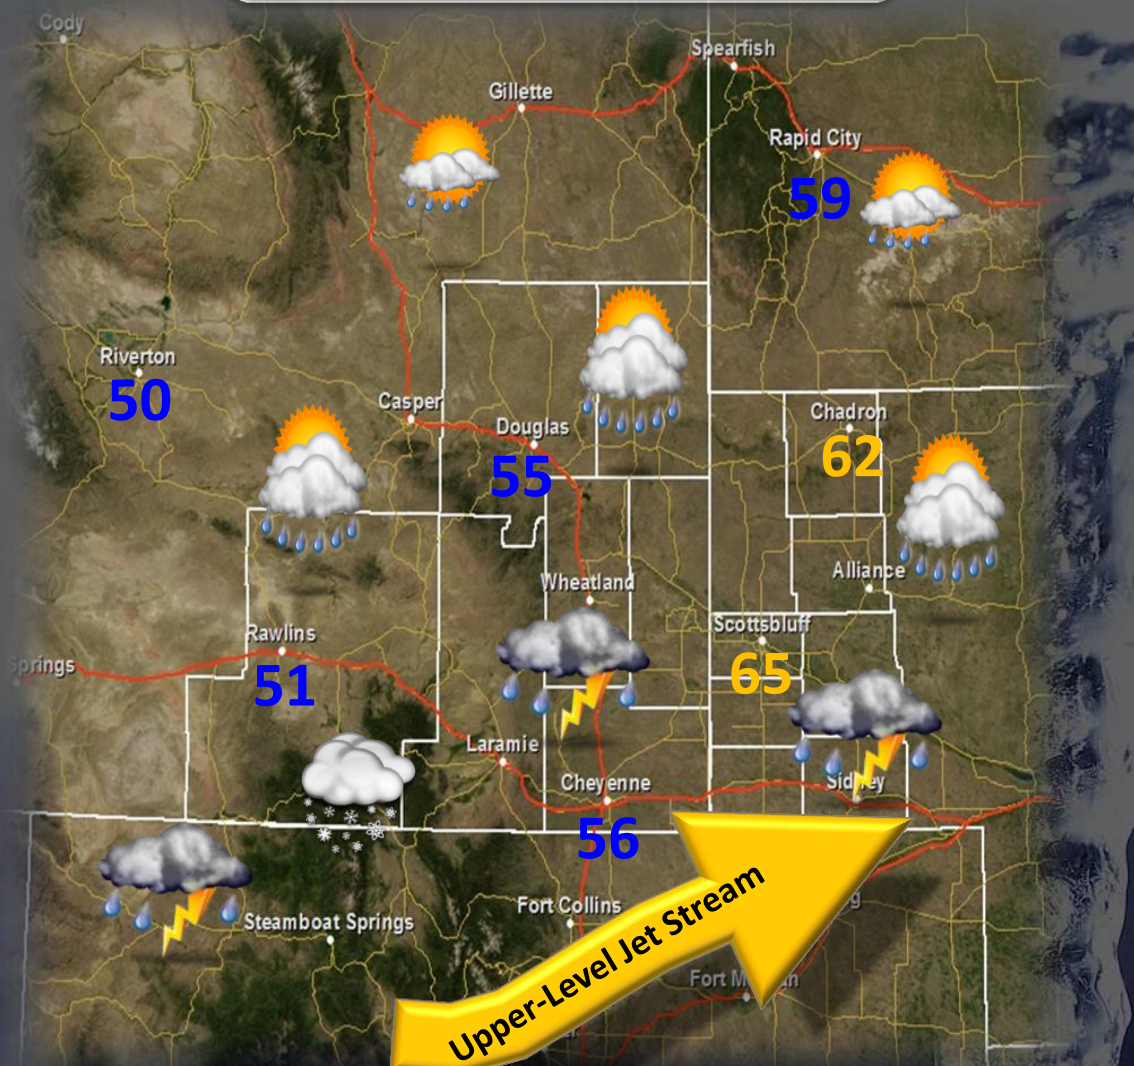 Cody
Spearfish
Gillette
Rapid City
59
Riverton
50
Casper
Douglas
55
Chadron
62
Wheatland
Alliance
Scottsbluff
65
Rawlins
51
Springs
Laramie
Cheyenne
56
Steamboat Springs
Fort Collins
Upper-Level Jet Stream
Fort